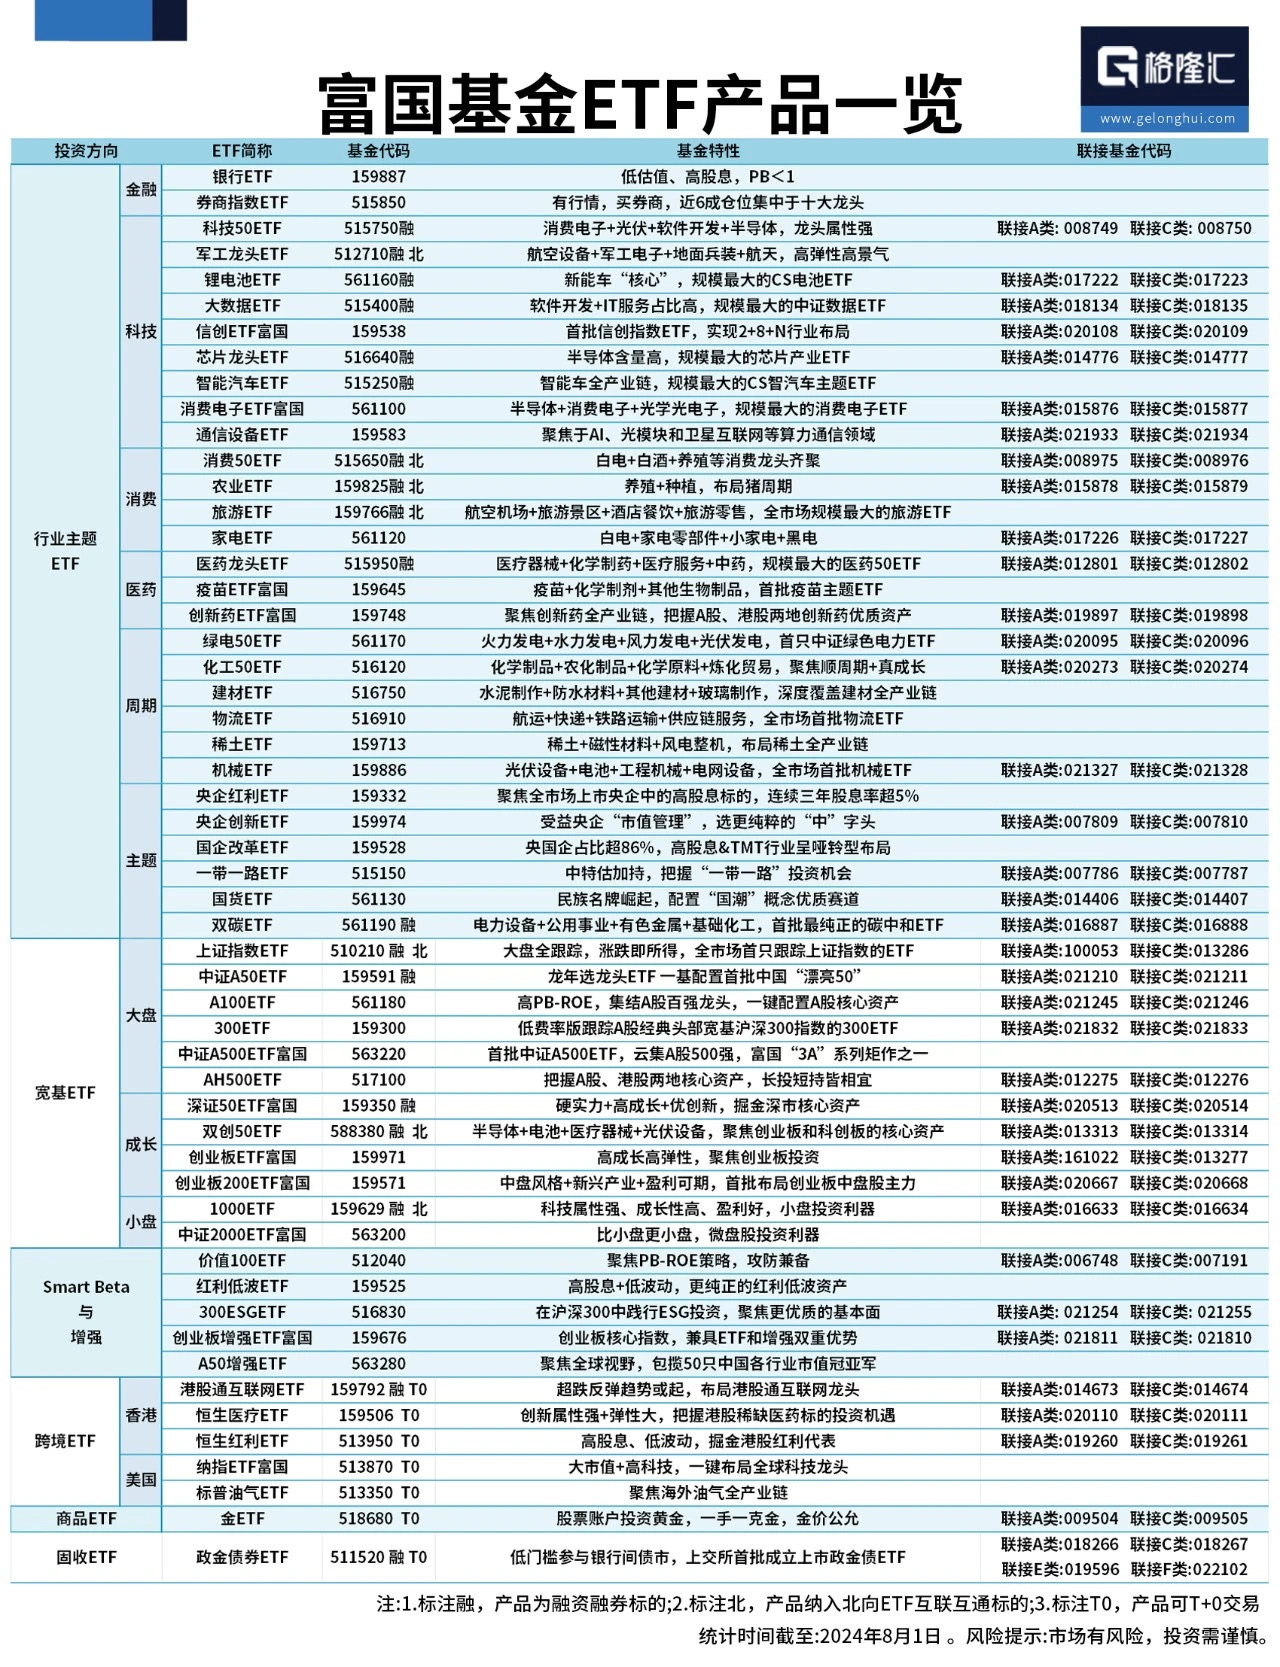 格隆汇
www.gelonghui.com
富国基金ETF产品一览
投资方向 ETF简称 基金代码 基金特性 联接基金代码
行业主题
ETF
金融
银行ETF 159887 低估值、高股息，PB＜1
券商指数ETF 515850 有行情，买券商，近6成仓位集中于十大龙头
科技
科技50ETF 515750融 消费电子+光伏+软件开发+半导体，龙头属性强 联接A类: 008749 联接C类: 008750
军工龙头ETF 512710融 北 航空设备+军工电子+地面兵装+航天，高弹性高景气
锂电池ETF 561160融 新能车“核心”，规模最大的CS电池ETF 联接A类:017222 联接C类:017223
大数据ETF 515400融 软件开发+IT服务占比高，规模最大的中证数据ETF 联接A类:018134 联接C类:018135
信创ETF富国 159538 首批信创指数ETF，实现2+8+N行业布局 联接A类:020108 联接C类:020109
芯片龙头ETF 516640融 半导体含量高，规模最大的芯片产业ETF 联接A类:014776 联接C类:014777
智能汽车ETF 515250融 智能车全产业链，规模最大的CS智汽车主题ETF
消费电子ETF富国 561100 半导体+消费电子+光学光电子，规模最大的消费电子ETF 联接A类:015876 联接C类:015877
通信设备ETF 159583 聚焦于AI、光模块和卫星互联网等算力通信领域 联接A类:021933 联接C类:021934
消费
消费50ETF 515650融 北 白电+白酒+养殖等消费龙头齐聚 联接A类:008975 联接C类:008976
农业ETF 159825融 北 养殖+种植，布局猪周期 联接A类:015878 联接C类:015879
旅游ETF 159766融 北 航空机场+旅游景区+酒店餐饮+旅游零售，全市场规模最大的旅游ETF
家电ETF 561120 白电+家电零部件+小家电+黑电 联接A类:017226 联接C类:017227
医药
医药龙头ETF 515950融 医疗器械+化学制药+医疗服务+中药，规模最大的医药50ETF 联接A类:012801 联接C类:012802
疫苗ETF富国 159645 疫苗+化学制剂+其他生物制品，首批疫苗主题ETF
创新药ETF富国 159748 聚焦创新药全产业链，把握A股、港股两地创新药优质资产 联接A类:019897 联接C类:019898
周期
绿电50ETF 561170 火力发电+水力发电+风力发电+光伏发电，首只中证绿色电力ETF 联接A类:020095 联接C类:020096
化工50ETF 516120 化学制品+农化制品+化学原料+炼化贸易，聚焦顺周期+真成长 联接A类:020273 联接C类:020274
建材ETF 516750 水泥制作+防水材料+其他建材+玻璃制作，深度覆盖建材全产业链
物流ETF 516910 航运+快递+铁路运输+供应链服务，全市场首批物流ETF
稀土ETF 159713 稀土+磁性材料+风电整机，布局稀土全产业链
机械ETF 159886 光伏设备+电池+工程机械+电网设备，全市场首批机械ETF 联接A类:021327 联接C类:021328
主题
央企红利ETF 159332 聚焦全市场上市央企中的高股息标的，连续三年股息率超5%
央企创新ETF 159974 受益央企“市值管理”，选更纯粹的“中”字头 联接A类:007809 联接C类:007810
国企改革ETF 159528 央国企占比超86%，高股息&TMT行业呈哑铃型布局
一带一路ETF 515150 中特估加持，把握“一带一路”投资机会 联接A类:007786 联接C类:007787
国货ETF 561130 民族名牌崛起，配置“国潮”概念优质赛道 联接A类:014406 联接C类:014407
双碳ETF 561190 融 电力设备+公用事业+有色金属+基础化工，首批最纯正的碳中和ETF 联接A类:016887 联接C类:016888
宽基ETF
大盘
上证指数ETF 510210 融 北 大盘全跟踪，涨跌即所得，全市场首只跟踪上证指数的ETF 联接A类:100053 联接C类:013286
中证A50ETF 159591 融 龙年选龙头ETF 一基配置首批中国“漂亮50” 联接A类:021210 联接C类:021211
A100ETF 561180 高PB-ROE，集结A股百强龙头，一键配置A股核心资产 联接A类:021245 联接C类:021246
300ETF 159300 低费率版跟踪A股经典头部宽基沪深300指数的300ETF 联接A类:021832 联接C类:021833
中证A500ETF富国 563220 首批中证A500ETF，云集A股500强，富国“3A”系列矩作之一
AH500ETF 517100 把握A股、港股两地核心资产，长投短持皆相宜 联接A类:012275 联接C类:012276
成长
深证50ETF富国 159350 融 硬实力+高成长+优创新，掘金深市核心资产 联接A类:020513 联接C类:020514
双创50ETF 588380 融 北 半导体+电池+医疗器械+光伏设备，聚焦创业板和科创板的核心资产 联接A类:013313 联接C类:013314
创业板ETF富国 159971 高成长高弹性，聚焦创业板投资 联接A类:161022 联接C类:013277
创业板200ETF富国 159571 中盘风格+新兴产业+盈利可期，首批布局创业板中盘股主力 联接A类:020667 联接C类:020668
小盘
1000ETF 159629 融 北 科技属性强、成长性高、盈利好，小盘投资利器 联接A类:016633 联接C类:016634
中证2000ETF富国 563200 比小盘更小盘，微盘股投资利器
Smart Beta
与
增强
价值100ETF 512040 聚焦PB-ROE策略，攻防兼备 联接A类:006748 联接C类:007191
红利低波ETF 159525 高股息+低波动，更纯正的红利低波资产
300ESGETF 516830 在沪深300中践行ESG投资，聚焦更优质的基本面 联接A类: 021254 联接C类: 021255
创业板增强ETF富国 159676 创业板核心指数，兼具ETF和增强双重优势 联接A类: 021811 联接C类: 021810
A50增强ETF 563280 聚焦全球视野，包揽50只中国各行业市值冠亚军
跨境ETF
香港
港股通互联网ETF 159792 融 T0 超跌反弹趋势或起，布局港股通互联网龙头 联接A类:014673 联接C类:014674
恒生医疗ETF 159506 T0 创新属性强+弹性大，把握港股稀缺医药标的投资机遇 联接A类:020110 联接C类:020111
恒生红利ETF 513950 T0 高股息、低波动，掘金港股红利代表 联接A类:019260 联接C类:019261
美国
纳指ETF富国 513870 T0 大市值+高科技，一键布局全球科技龙头
标普油气ETF 513350 T0 聚焦海外油气全产业链
商品ETF 金ETF 518680 T0 股票账户投资黄金，一手一克金，金价公允 联接A类:009504 联接C类:009505
固收ETF 政金债券ETF 511520 融 T0 低门槛参与银行间债市，上交所首批成立上市政金债ETF 联接A类:018266 联接C类:018267
联接E类:019596 联接F类:022102
注:1.标注融，产品为融资融券标的;2.标注北，产品纳入北向ETF互联互通标的;3.标注T0，产品可T+0交易
统计时间截至:2024年8月1日 。风险提示:市场有风险，投资需谨慎。